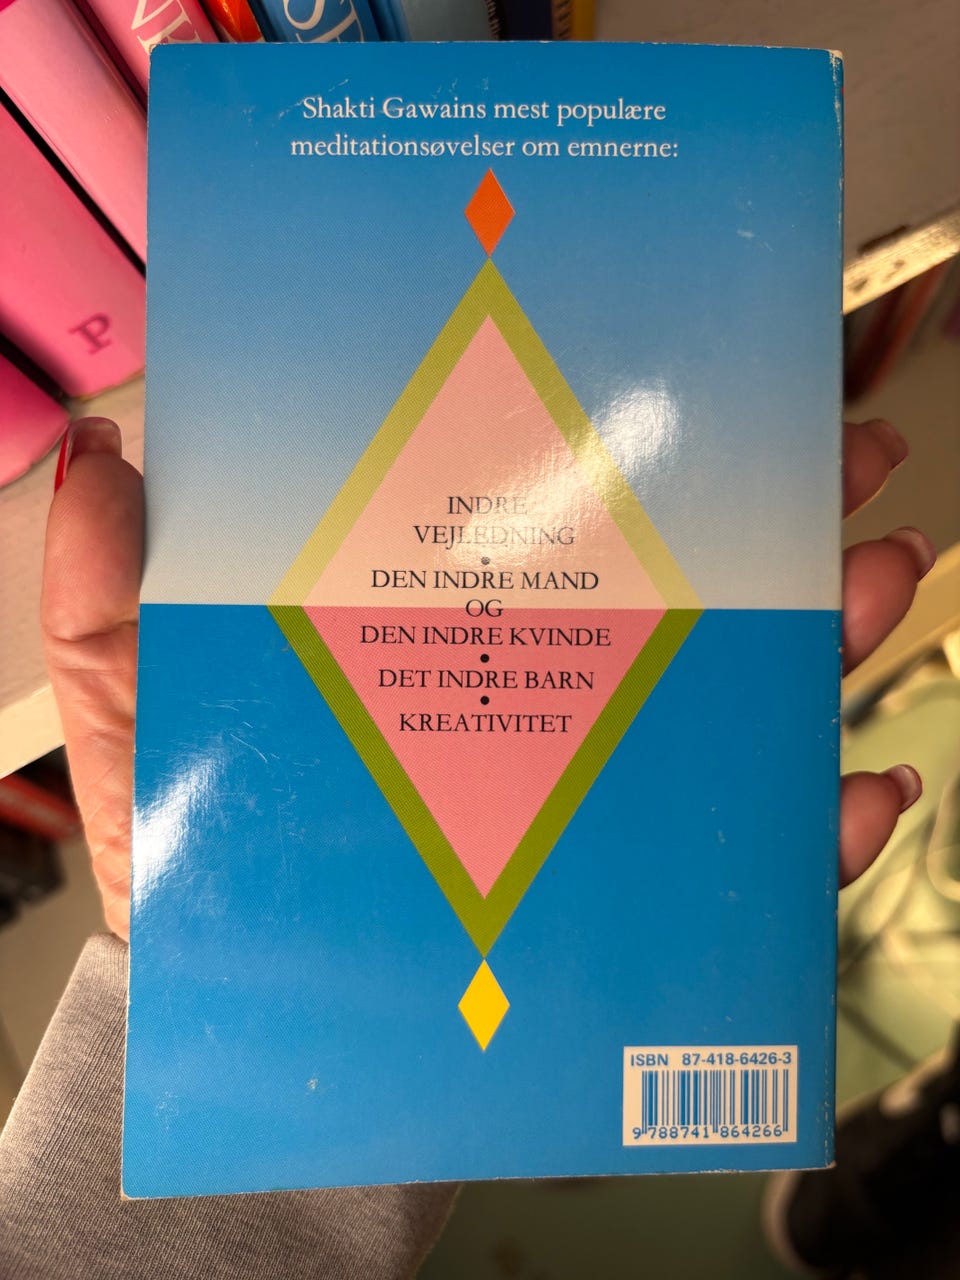 Shakti Gawains mest populære
meditationsøvelser om emnerne:
INDRE
VEJLEDNING
•
DEN INDRE MAND
OG
DEN INDRE KVINDE
•
DET INDRE BARN
•
KREATIVITET
ISBN 87-418-6426-3
9 788741 864266
P